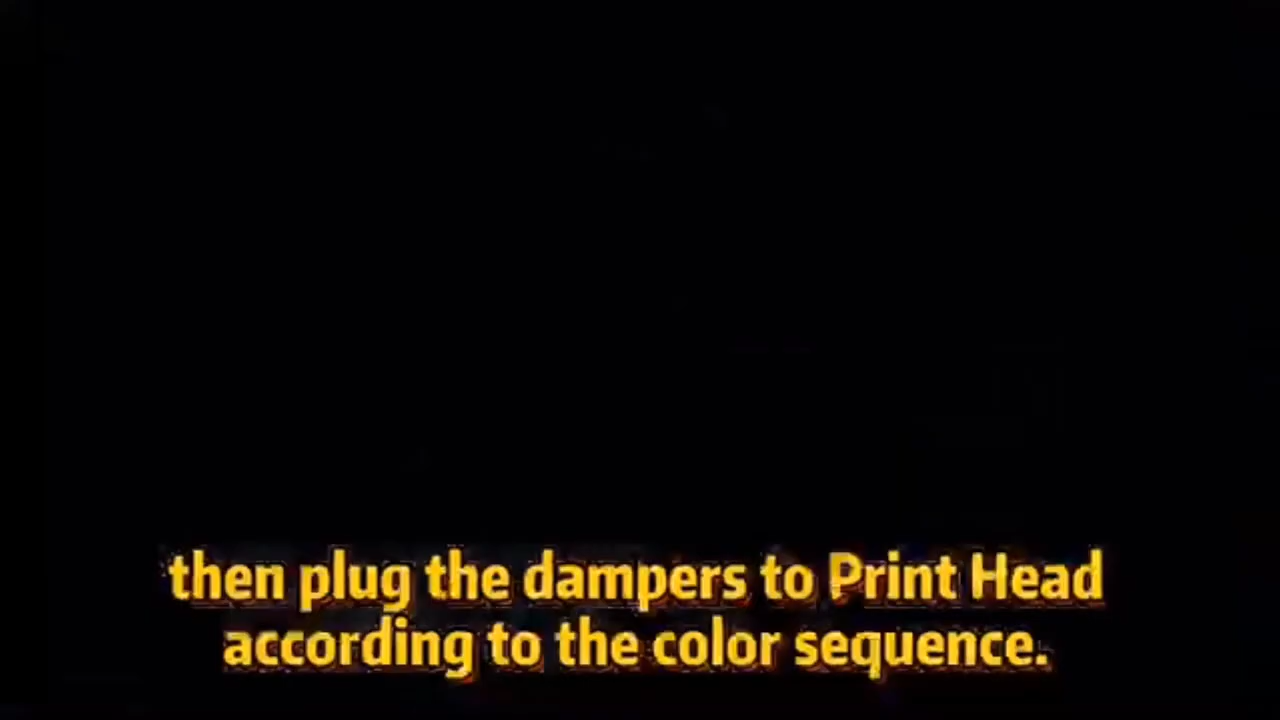 then plug the dampers to Print Head
according to the color sequence.